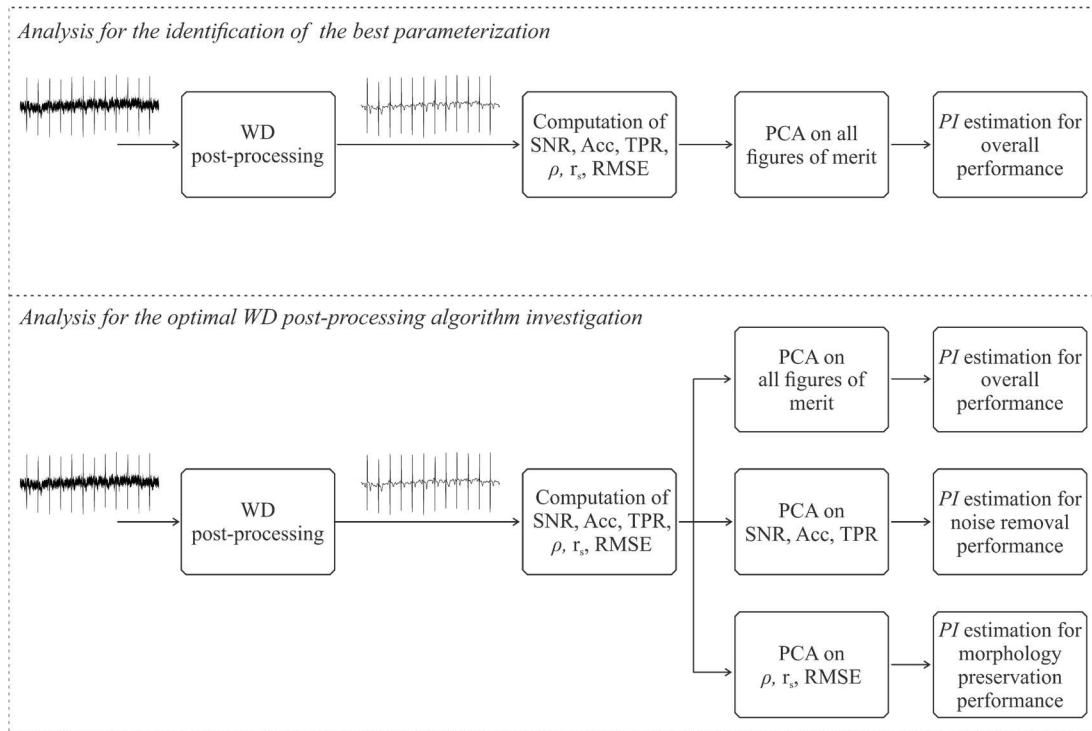 Analysis for the identification of the best parameterization
WD
post-processing
Computation of
SNR, Acc, TPR,
ρ, rₛ, RMSE
PCA on all
figures of merit
PI estimation for
overall
performance
Analysis for the optimal WD post-processing algorithm investigation
WD
post-processing
Computation of
SNR, Acc, TPR,
ρ, rₛ, RMSE
PCA on
all figures of
merit
PI estimation for
overall
performance
PCA on
SNR, Acc, TPR
PI estimation for
noise removal
performance
PCA on
ρ, rₛ, RMSE
PI estimation for
morphology
preservation
performance